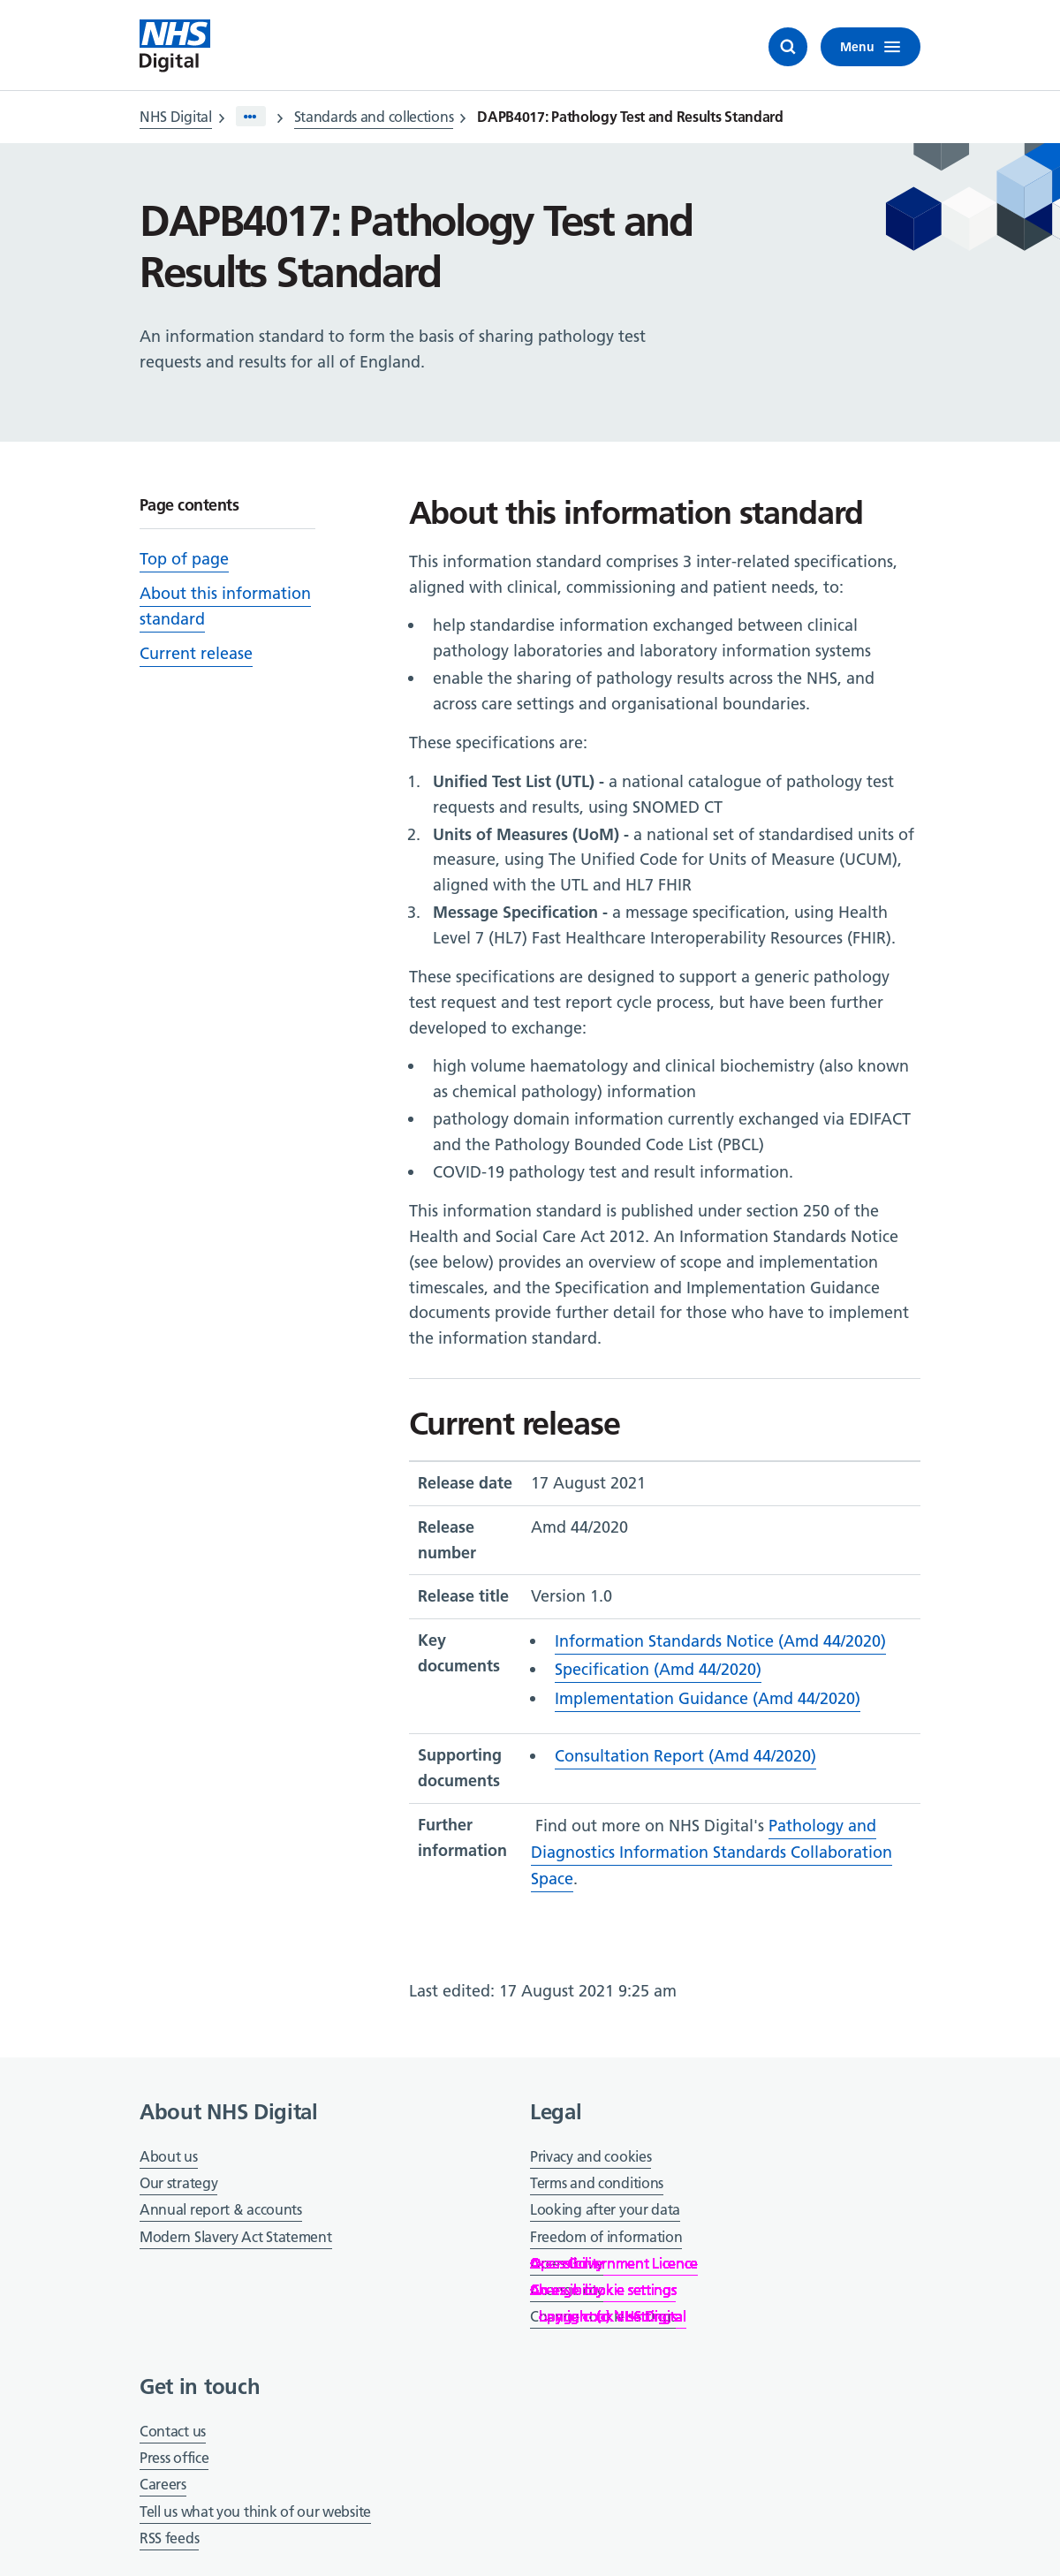 NHS
Digital
Menu
NHS Digital
Standards and collections
DAPB4017: Pathology Test and Results Standard
DAPB4017: Pathology Test and
Results Standard
An information standard to form the basis of sharing pathology test
requests and results for all of England.
Page contents
Top of page
About this information
standard
Current release
About this information standard
This information standard comprises 3 inter-related specifications,
aligned with clinical, commissioning and patient needs, to:
• help standardise information exchanged between clinical
pathology laboratories and laboratory information systems
• enable the sharing of pathology results across the NHS, and
across care settings and organisational boundaries.
These specifications are:
1. Unified Test List (UTL) - a national catalogue of pathology test
requests and results, using SNOMED CT
2. Units of Measures (UoM) - a national set of standardised units of
measure, using The Unified Code for Units of Measure (UCUM),
aligned with the UTL and HL7 FHIR
3. Message Specification - a message specification, using Health
Level 7 (HL7) Fast Healthcare Interoperability Resources (FHIR).
These specifications are designed to support a generic pathology
test request and test report cycle process, but have been further
developed to exchange:
• high volume haematology and clinical biochemistry (also known
as chemical pathology) information
• pathology domain information currently exchanged via EDIFACT
and the Pathology Bounded Code List (PBCL)
• COVID-19 pathology test and result information.
This information standard is published under section 250 of the
Health and Social Care Act 2012. An Information Standards Notice
(see below) provides an overview of scope and implementation
timescales, and the Specification and Implementation Guidance
documents provide further detail for those who have to implement
the information standard.
Current release
Release date 17 August 2021
Release Amd 44/2020
number
Release title Version 1.0
Key • Information Standards Notice (Amd 44/2020)
documents • Specification (Amd 44/2020)
• Implementation Guidance (Amd 44/2020)
Supporting • Consultation Report (Amd 44/2020)
documents
Further Find out more on NHS Digital's Pathology and
information Diagnostics Information Standards Collaboration
Space.
Last edited: 17 August 2021 9:25 am
About NHS Digital
About us
Our strategy
Annual report & accounts
Modern Slavery Act Statement
Legal
Privacy and cookies
Terms and conditions
Looking after your data
Freedom of information
Licence
cookie settings
NHS Digital
Get in touch
Contact us
Press office
Careers
Tell us what you think of our website
RSS feeds